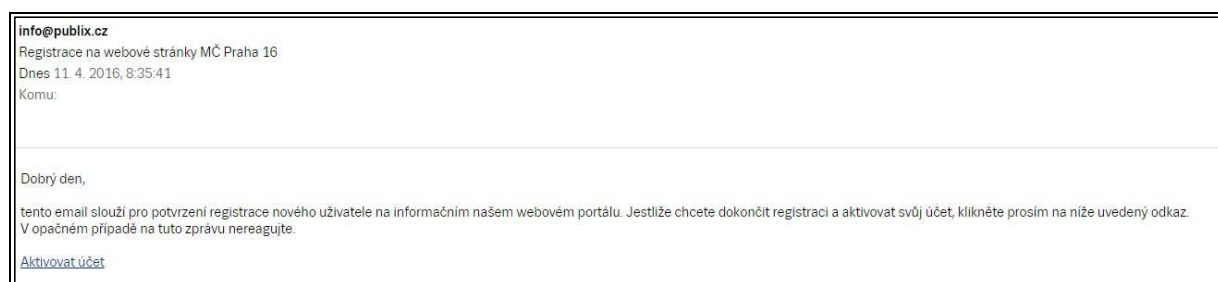 info@publix.cz
Registrace na webové stránky MČ Praha 16
Dnes 11. 4. 2016, 8:35:41
Komu:
Dobrý den,
tento email slouží pro potvrzení registrace nového uživatele na informačním našem webovém portálu. Jestliže chcete dokončit registraci a aktivovat svůj účet, klikněte prosím na níže uvedený odkaz.
V opačném případě na tuto zprávu nereagujte.
Aktivovat účet